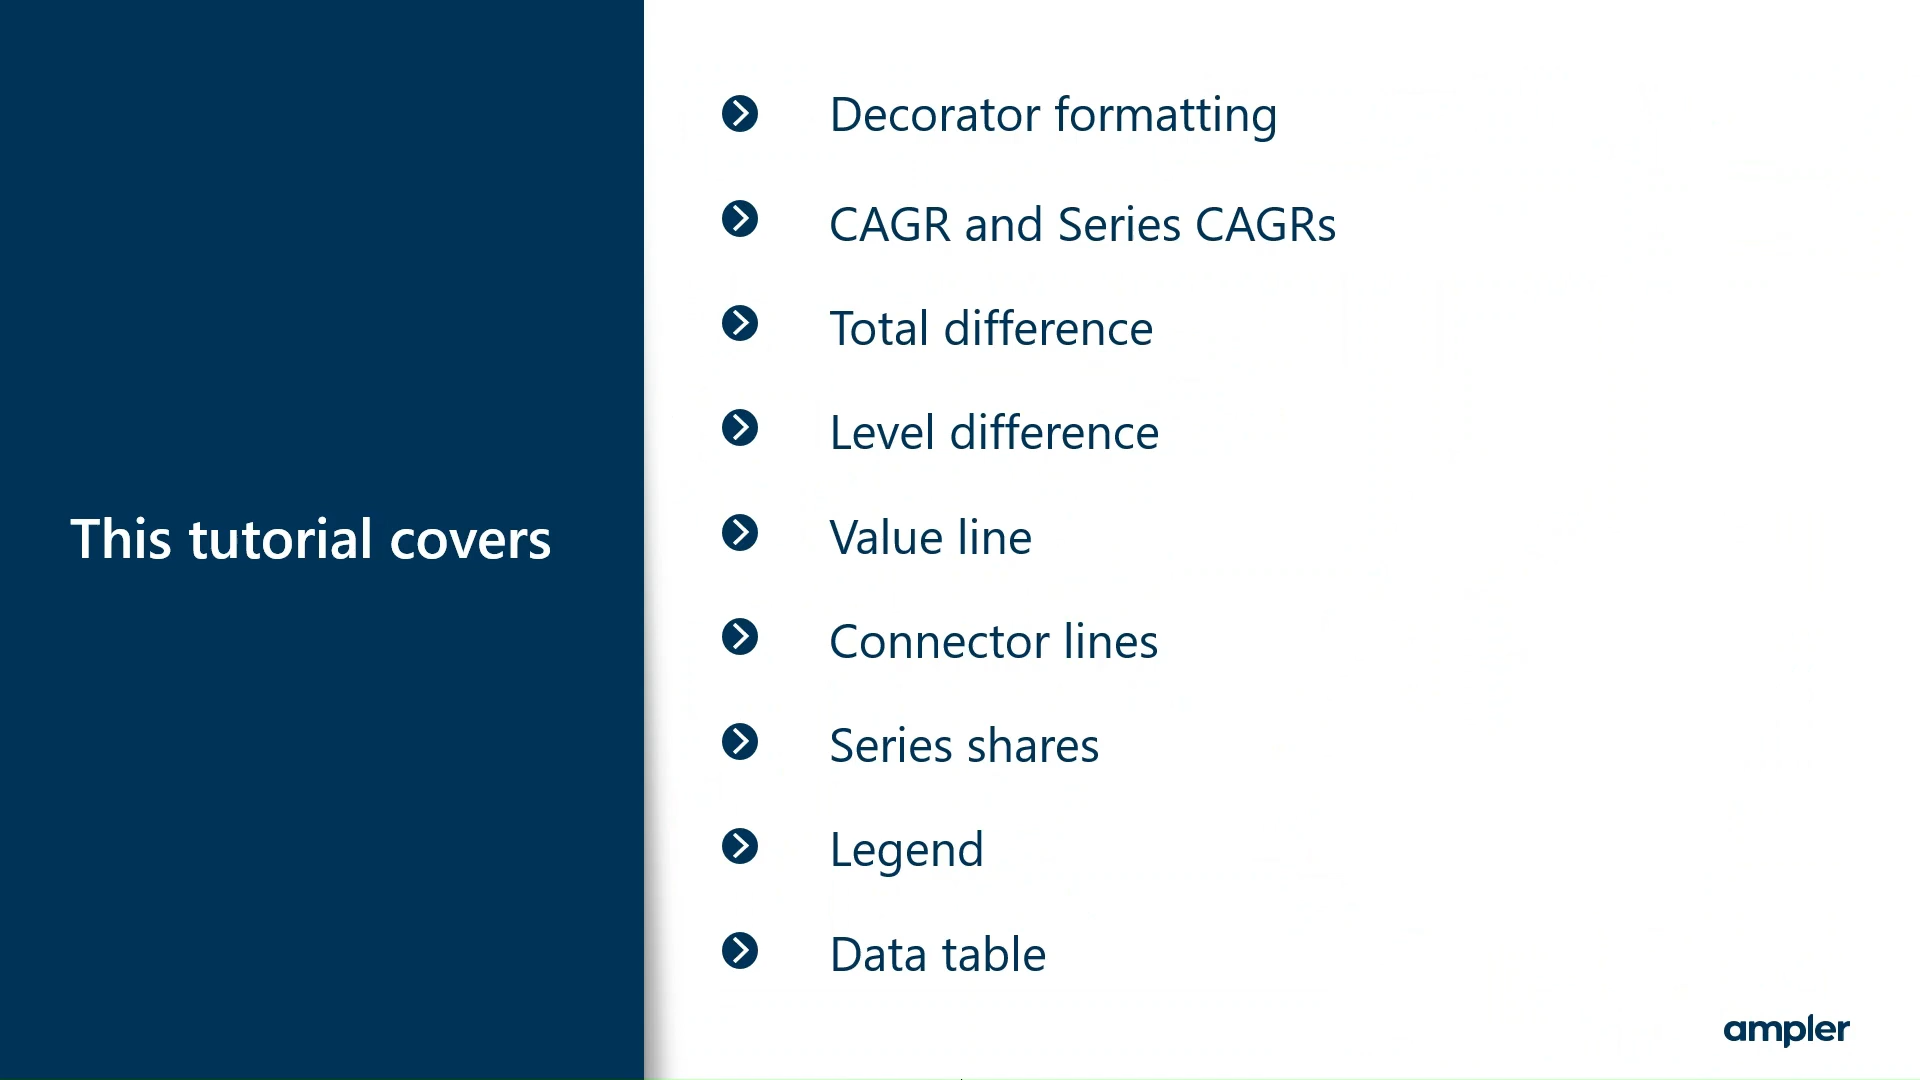 This tutorial covers
Decorator formatting
CAGR and Series CAGRs
Total difference
Level difference
Value line
Connector lines
Series shares
Legend
Data table
ampler